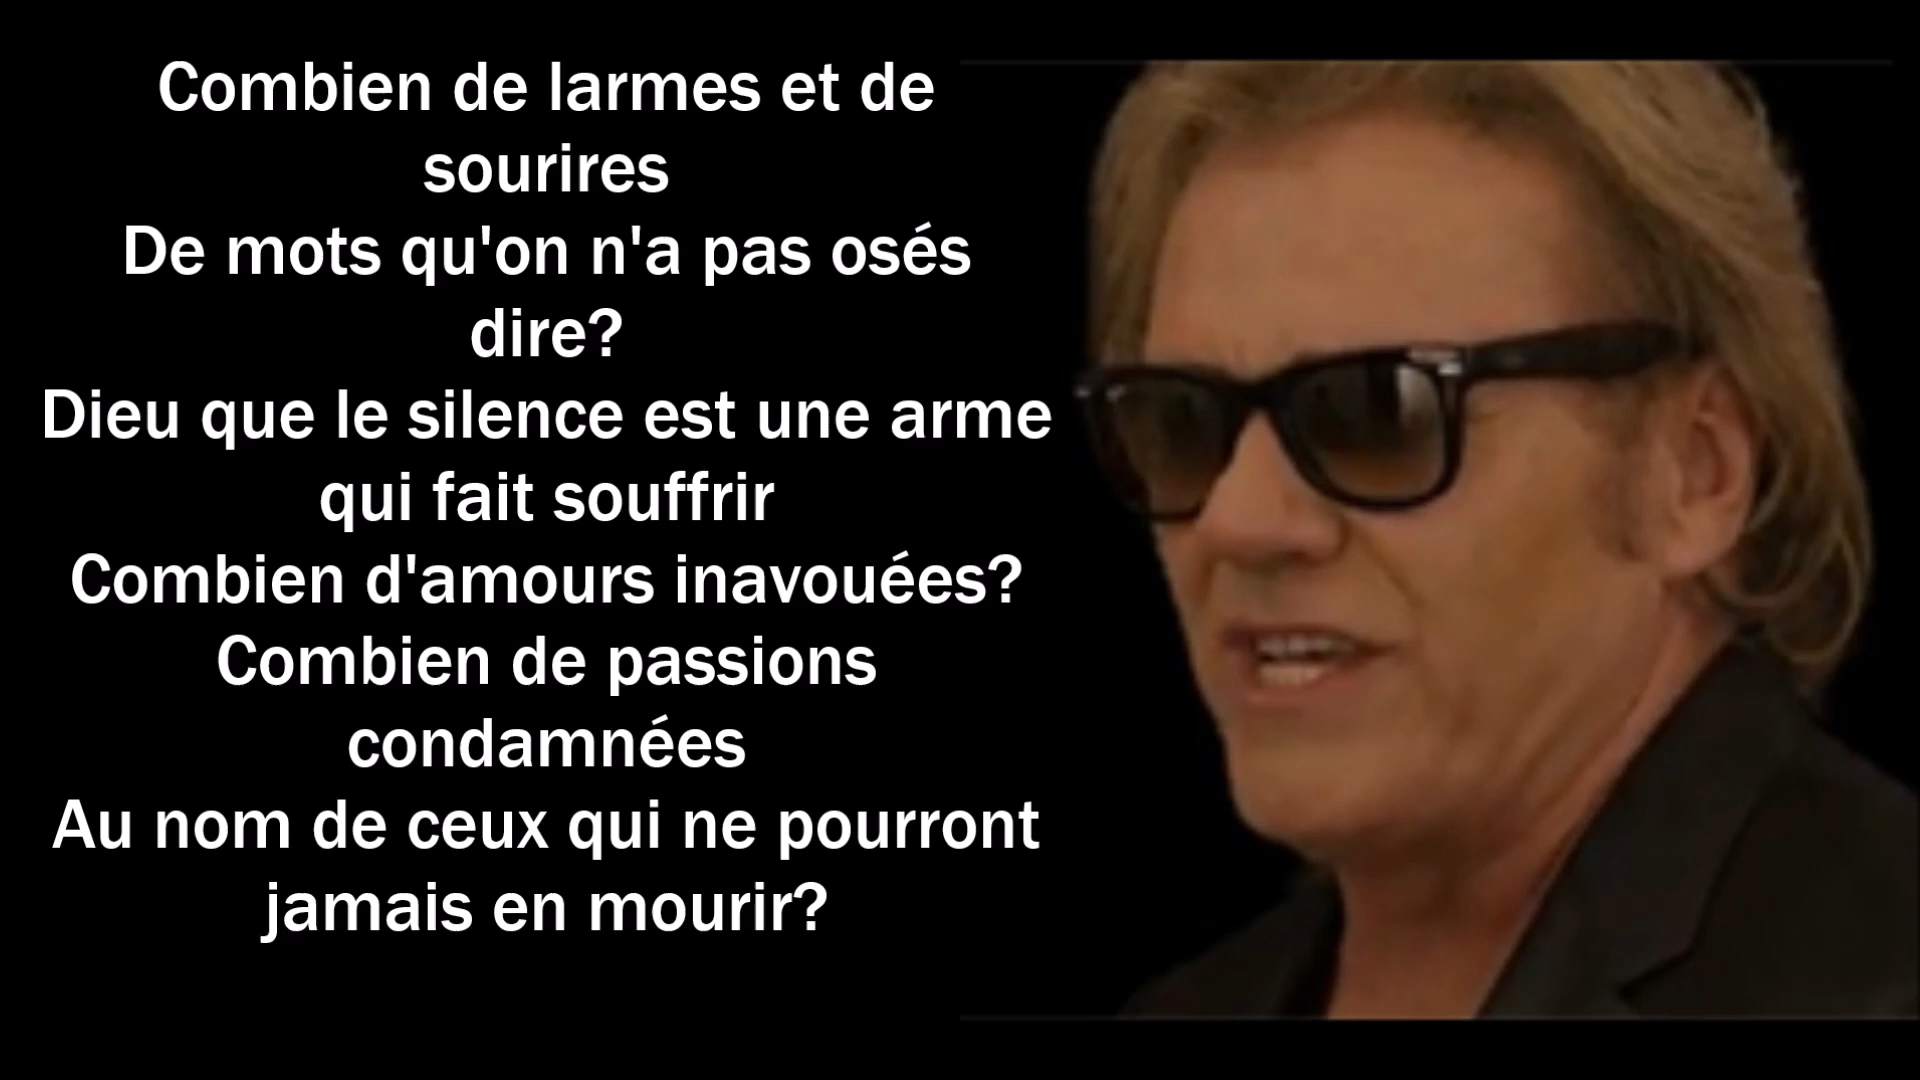 Combien de larmes et de
sourires
De mots qu'on n'a pas osés
dire?
Dieu que le silence est une arme
qui fait souffrir
Combien d'amours inavouées?
Combien de passions
condamnées
Au nom de ceux qui ne pourront
jamais en mourir?